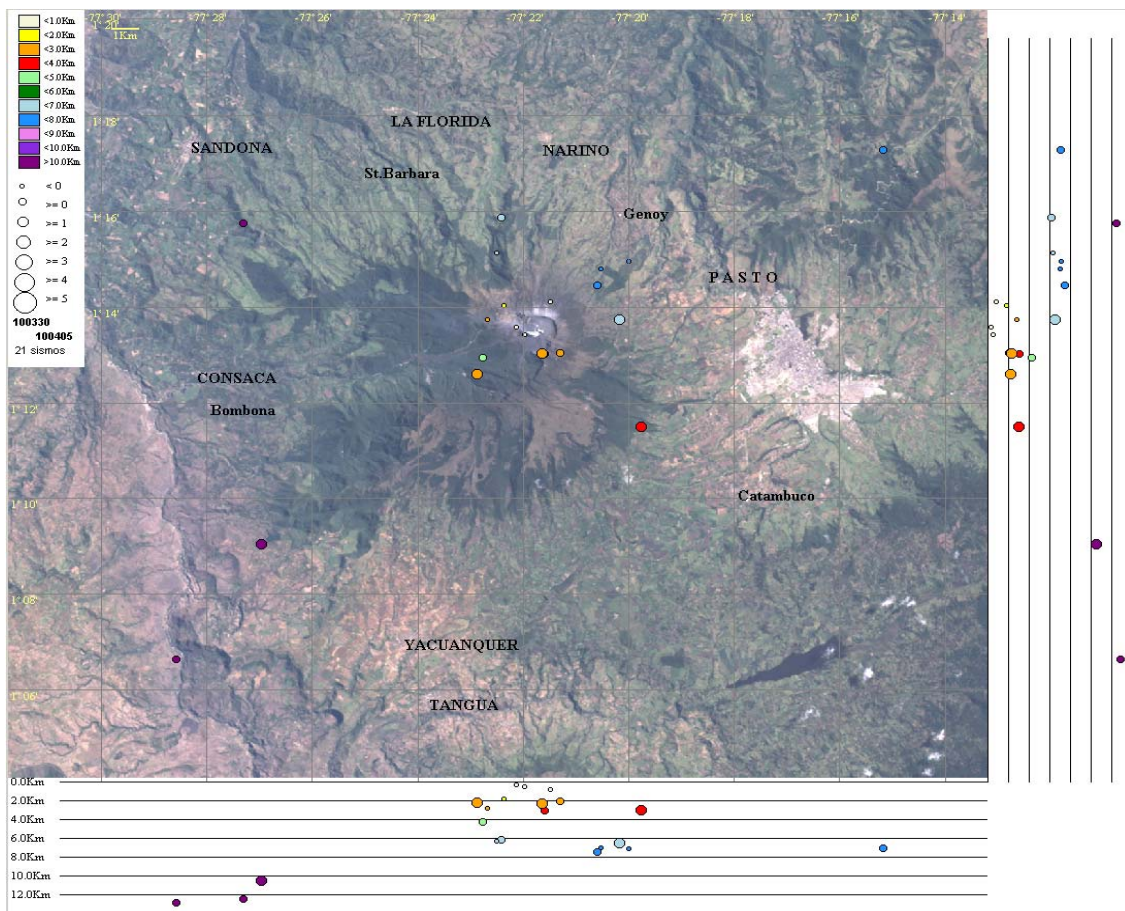 -77° 30'
-77° 28'
-77° 26'
-77° 24'
-77° 22'
-77° 20'
-77° 18'
-77° 16'
-77° 14'
1° 20'
1Km
<1.0Km
<2.0Km
<3.0Km
<4.0Km
<5.0Km
<6.0Km
<7.0Km
<8.0Km
<9.0Km
<10.0Km
>10.0Km
< 0
>= 0
>= 1
>= 2
>= 3
>= 4
>= 5
100330
100405
21 sismos
1° 18'
LA FLORIDA
SANDONA
NARINO
St.Barbara
1° 16'
Genoy
PASTO
1° 14'
CONSACA
1° 12'
Bombona
1° 10'
Catambuco
1° 08'
YACUANQUER
1° 06'
TANGUA
0.0Km
2.0Km
4.0Km
6.0Km
8.0Km
10.0Km
12.0Km